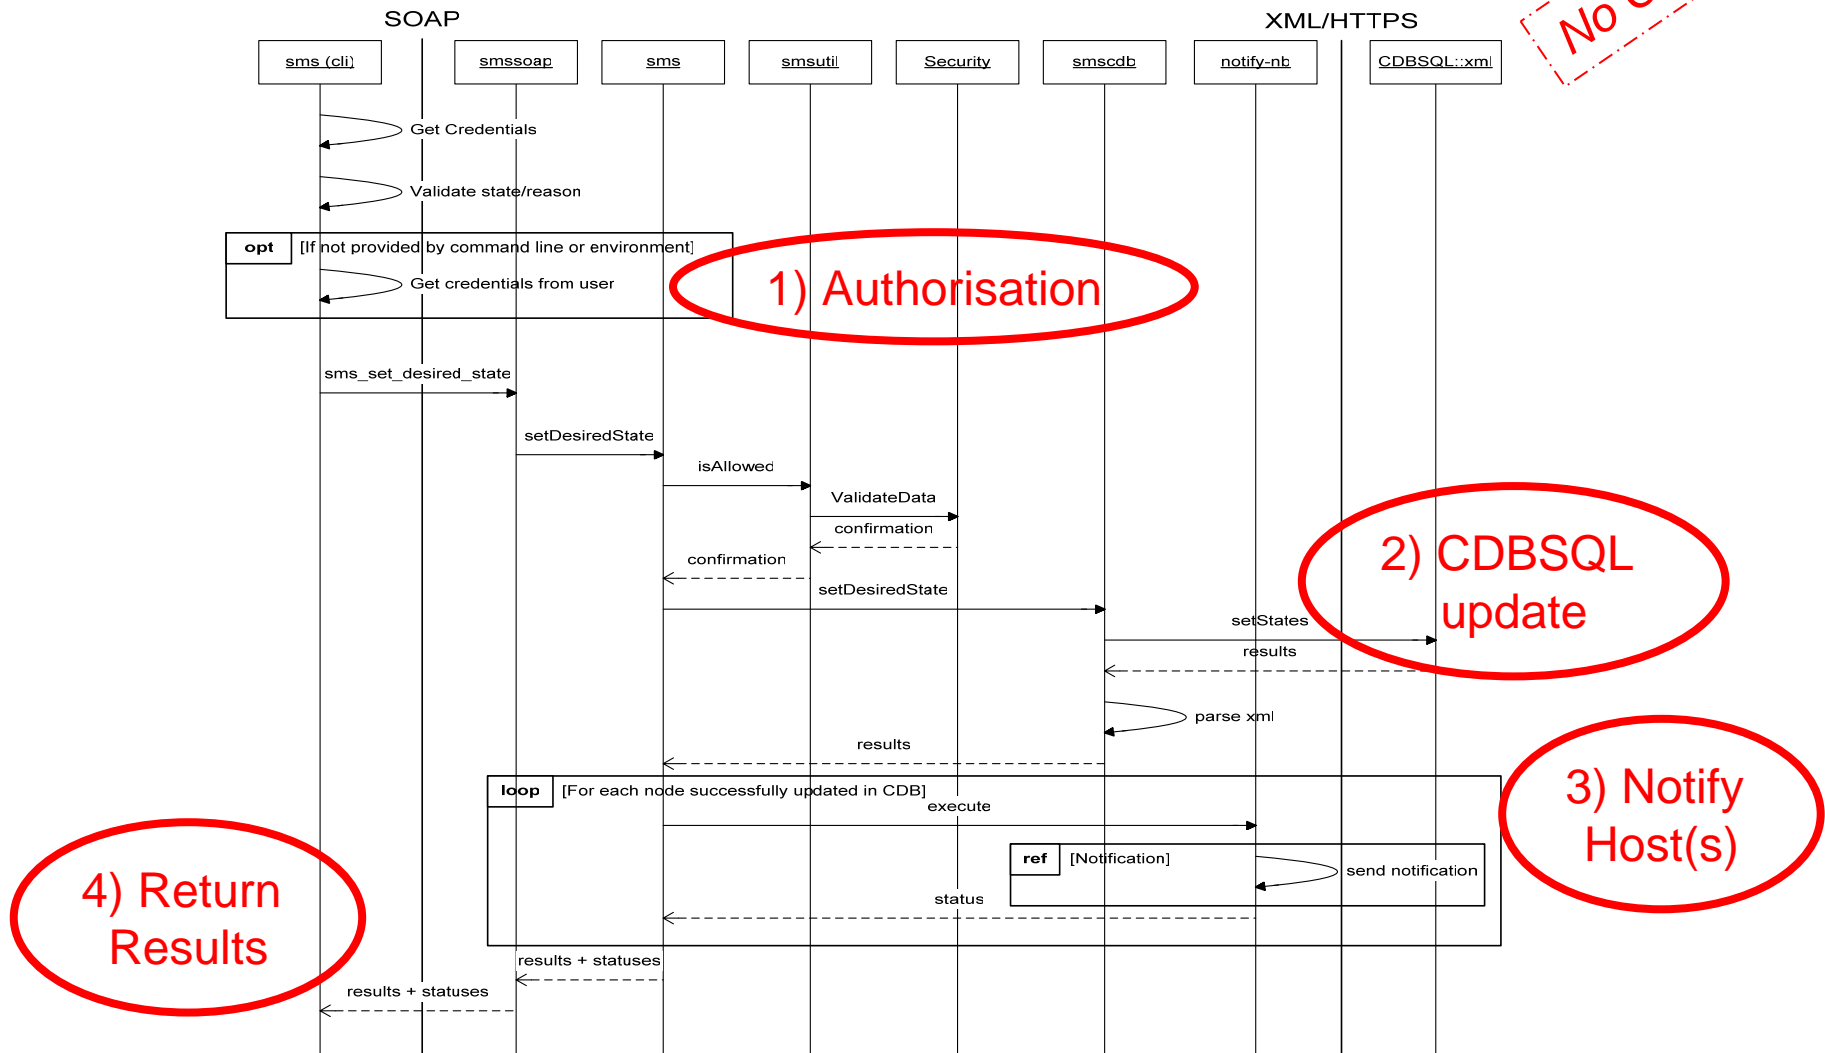 SOAP
XML/HTTPS
No
sms (cli)
smssoap
sms
smsutil
Security
smscdb
notify-nb
CDBSQL::xml
Get Credentials
Validate state/reason
opt
[If not provided by command line or environment]
Get credentials from user
1) Authorisation
sms_set_desired_state
setDesiredState
isAllowed
ValidateData
confirmation
confirmation
setDesiredState
2) CDBSQL
update
setStates
results
parse xml
results
loop
[For each node successfully updated in CDB]
execute
3) Notify
Host(s)
ref
[Notification]
send notification
status
4) Return
Results
results + statuses
results + statuses